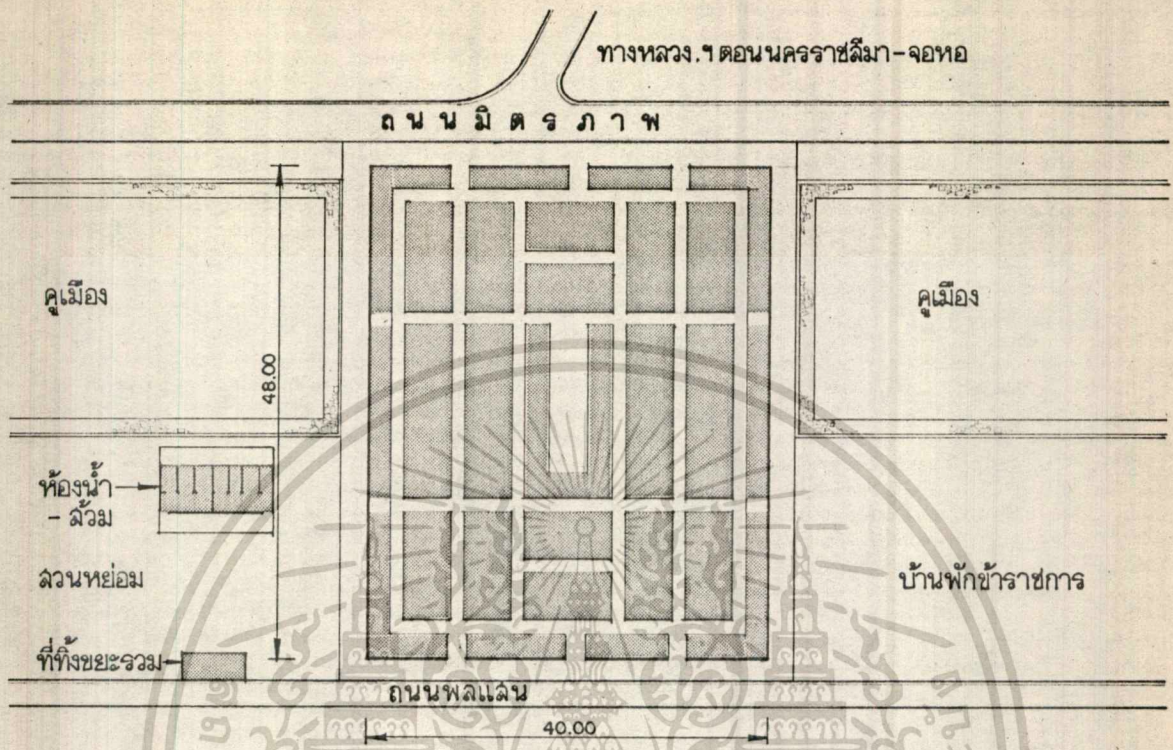 ทางหลวง.ฯ ตอนนครราชสีมา-จอหอ
ถนนมิตรภาพ
คูเมือง
คูเมือง
48.00
ห้องน้ำ
- ส้วม
สวนหย่อม
บ้านพักข้าราชการ
ที่ทิ้งขยะรวม
ถนนพลแสน
40.00